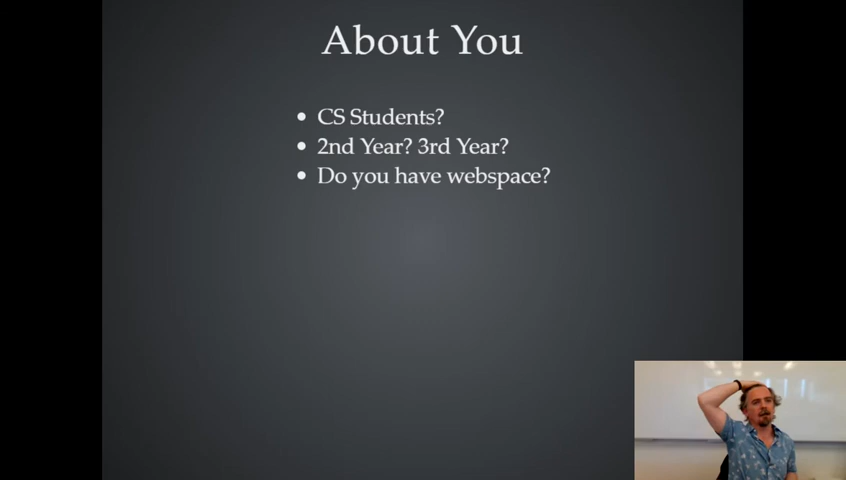 About You
• CS Students?
• 2nd Year? 3rd Year?
• Do you have webspace?